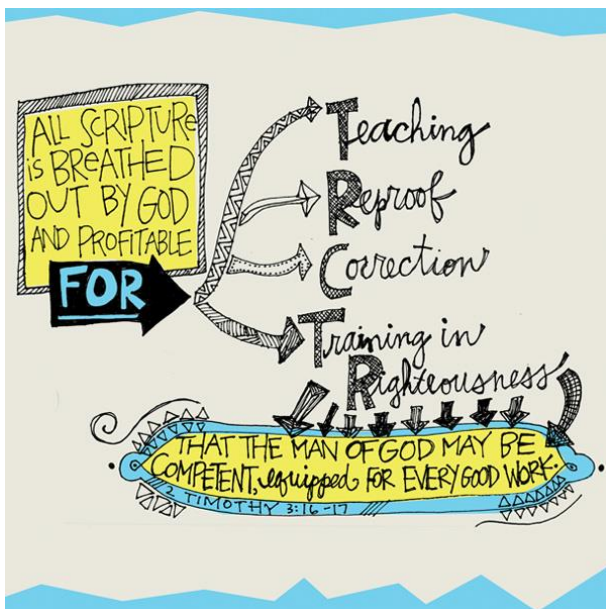 ALL SCRIPTURE
is BREATHED
OUT BY GOD
AND PROFITABLE
FOR
Teaching
Reproof
Correction
Training in
Righteousness
THAT THE MAN OF GOD MAY BE
COMPETENT, equipped FOR EVERY GOOD WORK.
2 TIMOTHY 3:16-17